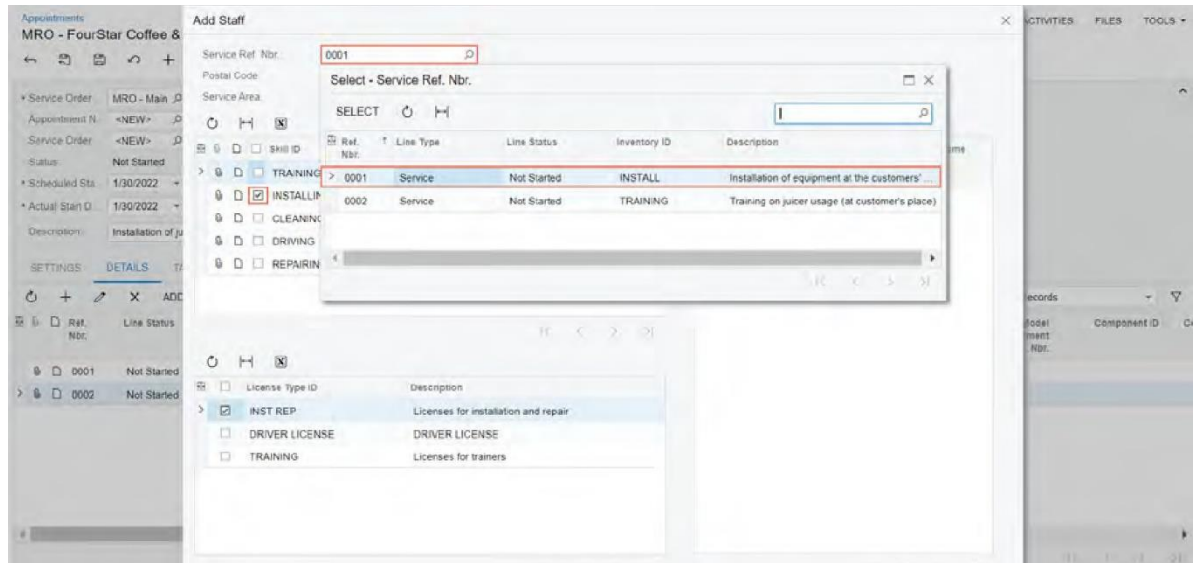 Appointments
MRO - FourStar Coffee &
ACTIVITIES FILES TOOLS
Add Staff
Service Ref. Nbr.: 0001
Postal Code
Service Area
Select - Service Ref. Nbr.
SELECT
Ref. Nbr. Line Type Line Status Inventory ID Description
0001 Service Not Started INSTALL Installation of equipment at the customers' ...
0002 Service Not Started TRAINING Training on juicer usage (at customer's place)
Skill ID
TRAINING
INSTALLIN
CLEANING
DRIVING
REPAIRIN
License Type ID Description
INST REP Licenses for installation and repair
DRIVER LICENSE DRIVER LICENSE
TRAINING Licenses for trainers
* Service Order MRO - Main
Appointment N <NEW>
Service Order <NEW>
Status: Not Started
* Scheduled Sta 1/30/2022
* Actual Start D 1/30/2022
Description: Installation of ju
SETTINGS DETAILS TA
ADD
Ref. Nbr. Line Status
0001 Not Started
0002 Not Started
ecords
Model
ment
Nbr.
Component ID